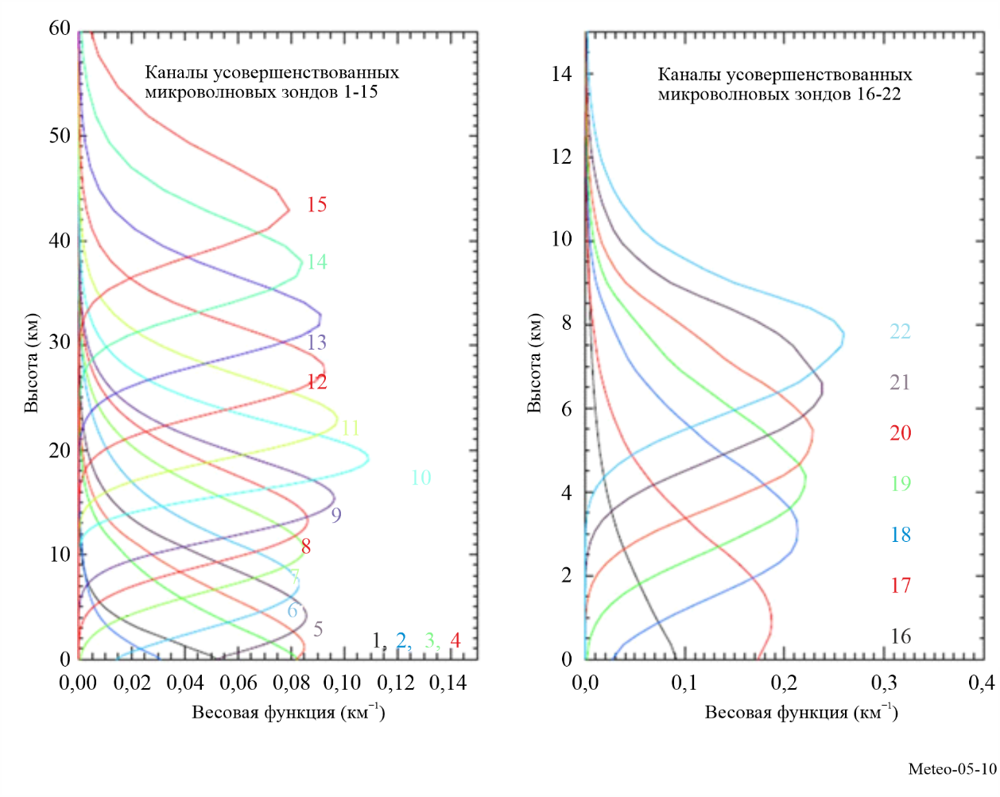 Каналы усовершенствованных
микроволновых зондов 1-15
60
50
40
30
20
10
0
Высота (км)
15
14
13
12
11
10
9
8
7
6
5
1, 2, 3, 4
0,00 0,02 0,04 0,06 0,08 0,10 0,12 0,14
Весовая функция (км⁻¹)
Каналы усовершенствованных
микроволновых зондов 16-22
14
12
10
8
6
4
2
0
Высота (км)
22
21
20
19
18
17
16
0,0 0,1 0,2 0,3 0,4
Весовая функция (км⁻¹)
Meteo-05-10